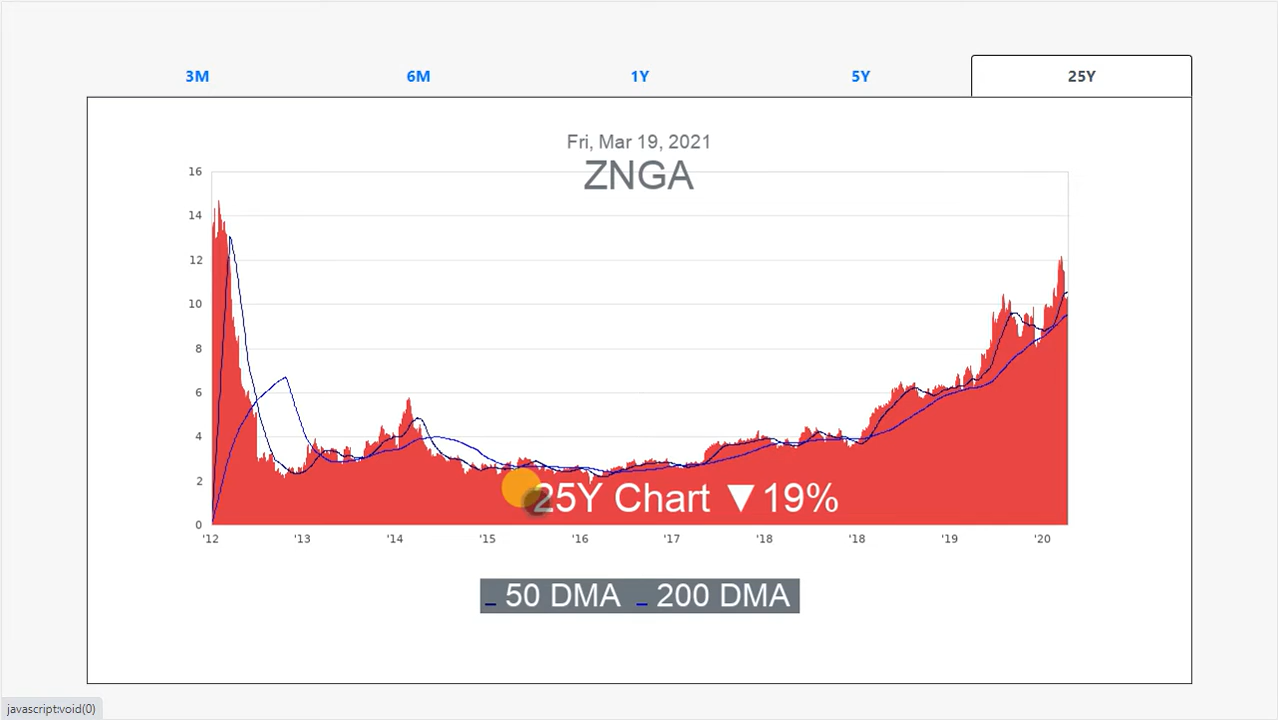 3M 6M 1Y 5Y 25Y
Fri, Mar 19, 2021
ZNGA
16
14
12
10
8
6
4
2
0
25Y Chart ▼19%
'12 '13 '14 '15 '16 '17 '18 '18 '19 '20
50 DMA 200 DMA
javascript:void(0)